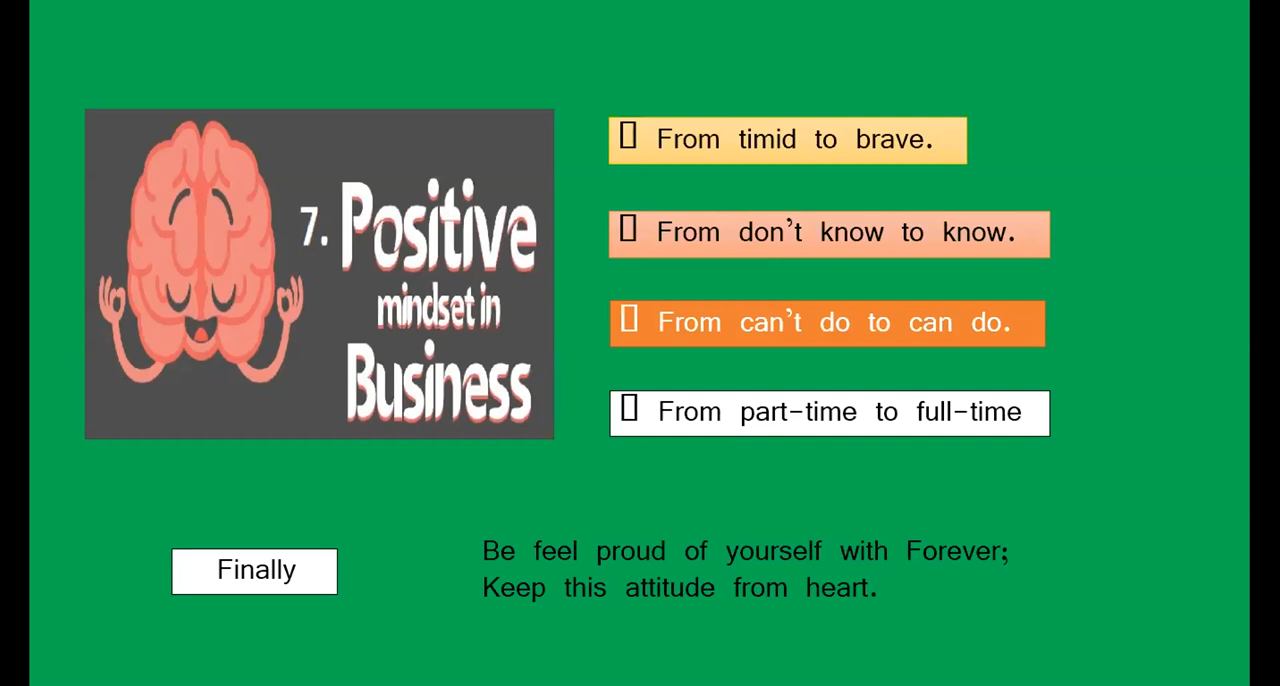 7. Positive
mindset in
Business
From timid to brave.
From don’t know to know.
From can’t do to can do.
From part-time to full-time
Finally
Be feel proud of yourself with Forever;
Keep this attitude from heart.